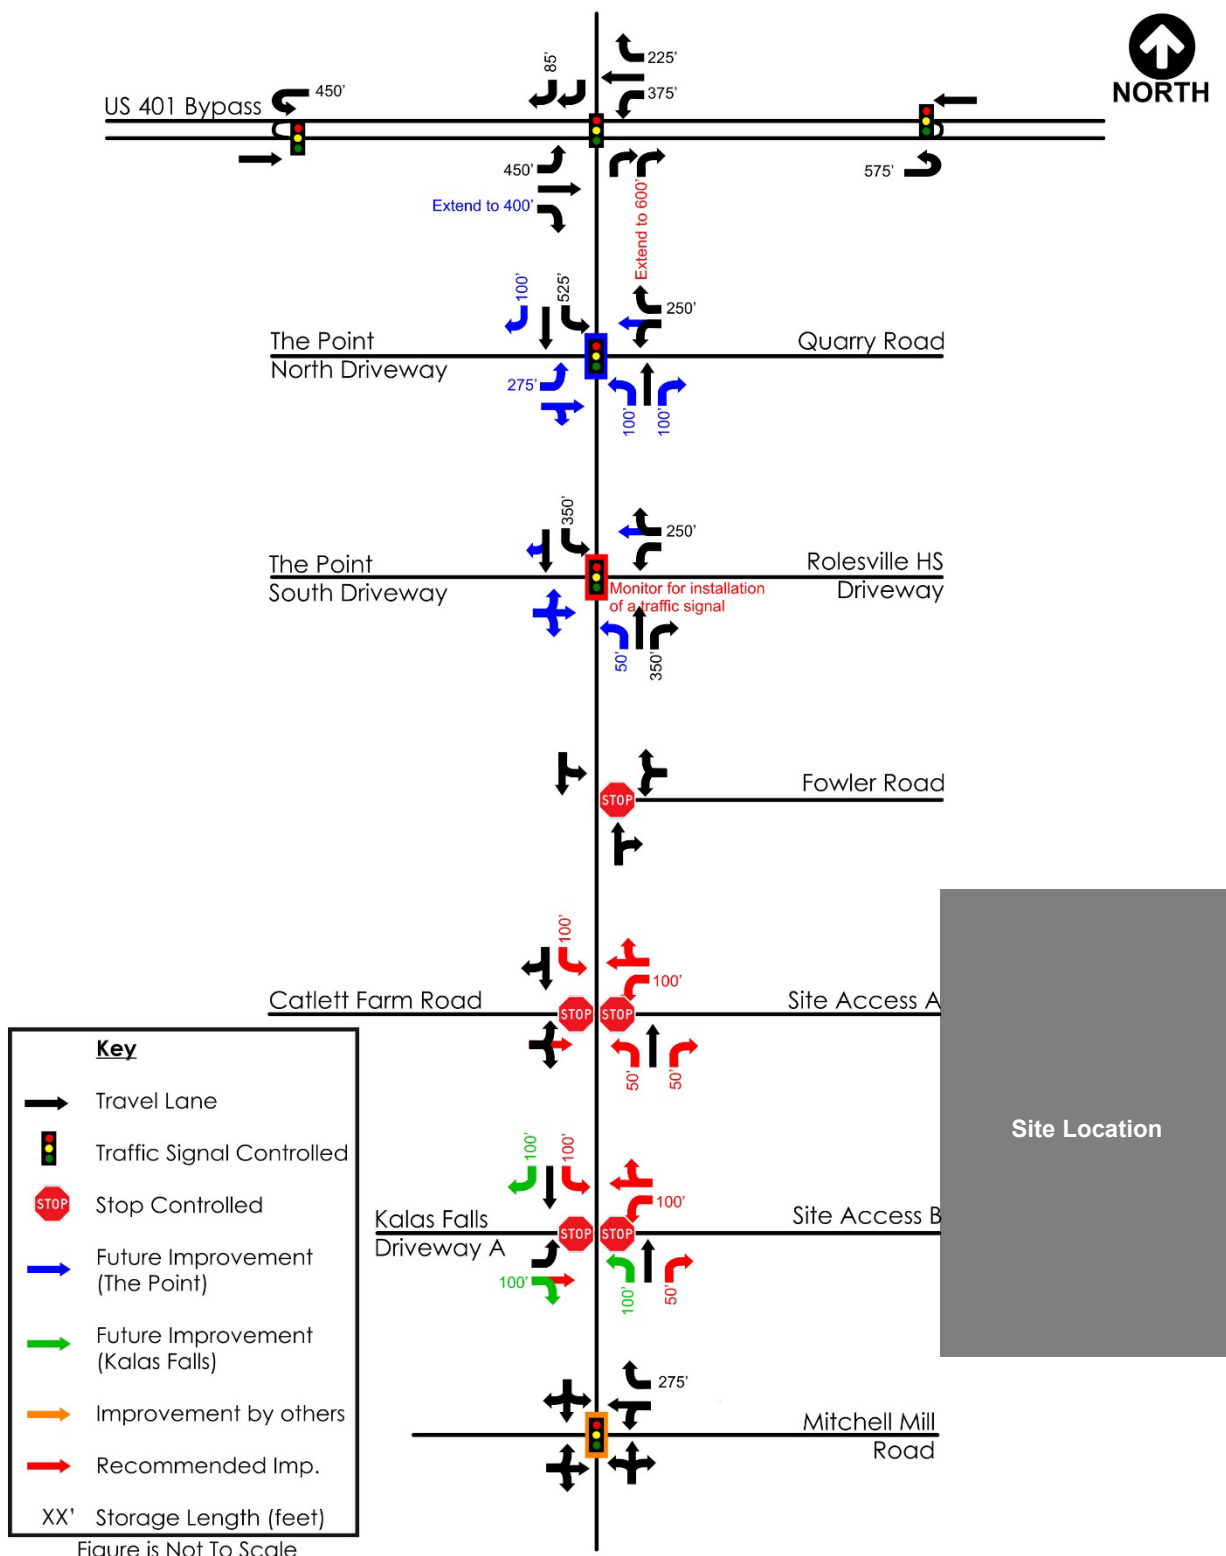 NORTH
US 401 Bypass
450'
85'
225'
375'
450'
Extend to 400'
Extend to 600'
575'
100'
525'
250'
The Point
North Driveway
Quarry Road
275'
100'
100'
350'
250'
The Point
South Driveway
Rolesville HS
Driveway
Monitor for installation
of a traffic signal
50'
350'
Fowler Road
STOP
100'
100'
Catlett Farm Road
STOP
STOP
Site Access A
50'
50'
Site Location
100'
100'
100'
Kalas Falls
Driveway A
STOP
STOP
Site Access B
100'
100'
50'
275'
Mitchell Mill
Road
Key
Travel Lane
Traffic Signal Controlled
STOP
Stop Controlled
Future Improvement
(The Point)
Future Improvement
(Kalas Falls)
Improvement by others
Recommended Imp.
XX' Storage Length (feet)
Figure is Not To Scale